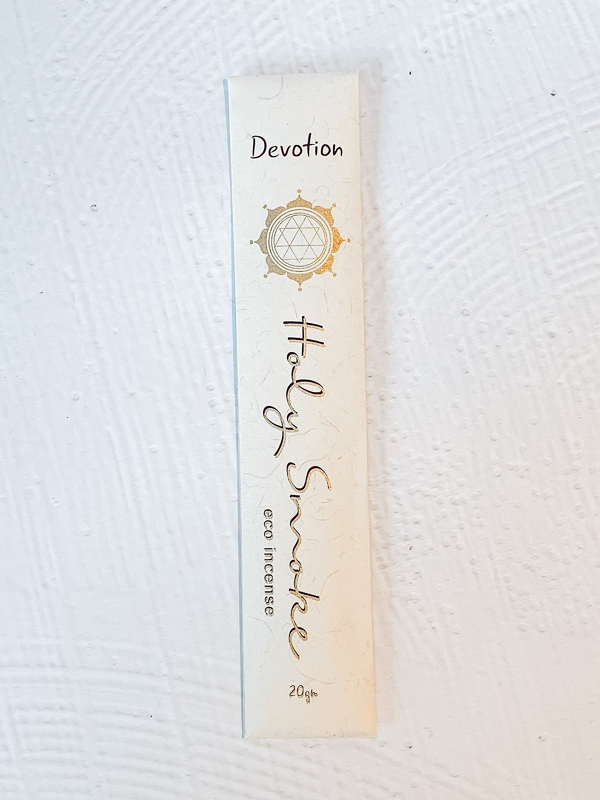 Devotion
Holy Smoke
eco incense
20gm